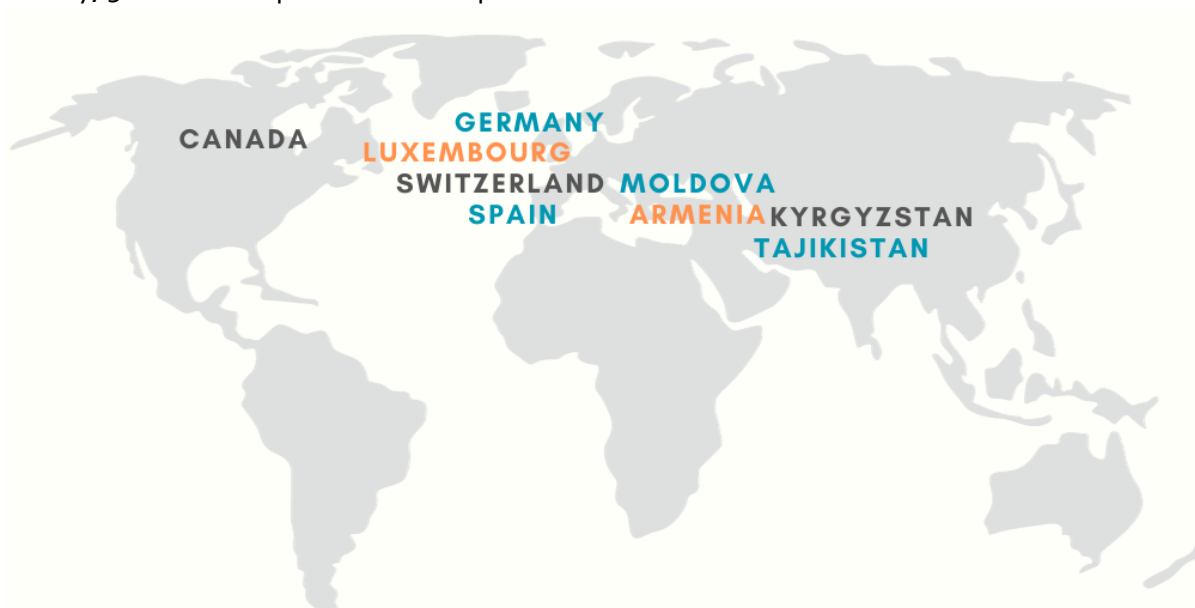 GERMANY
CANADA
LUXEMBOURG
SWITZERLAND MOLDOVA
SPAIN ARMENIA KYRGYZSTAN
TAJIKISTAN